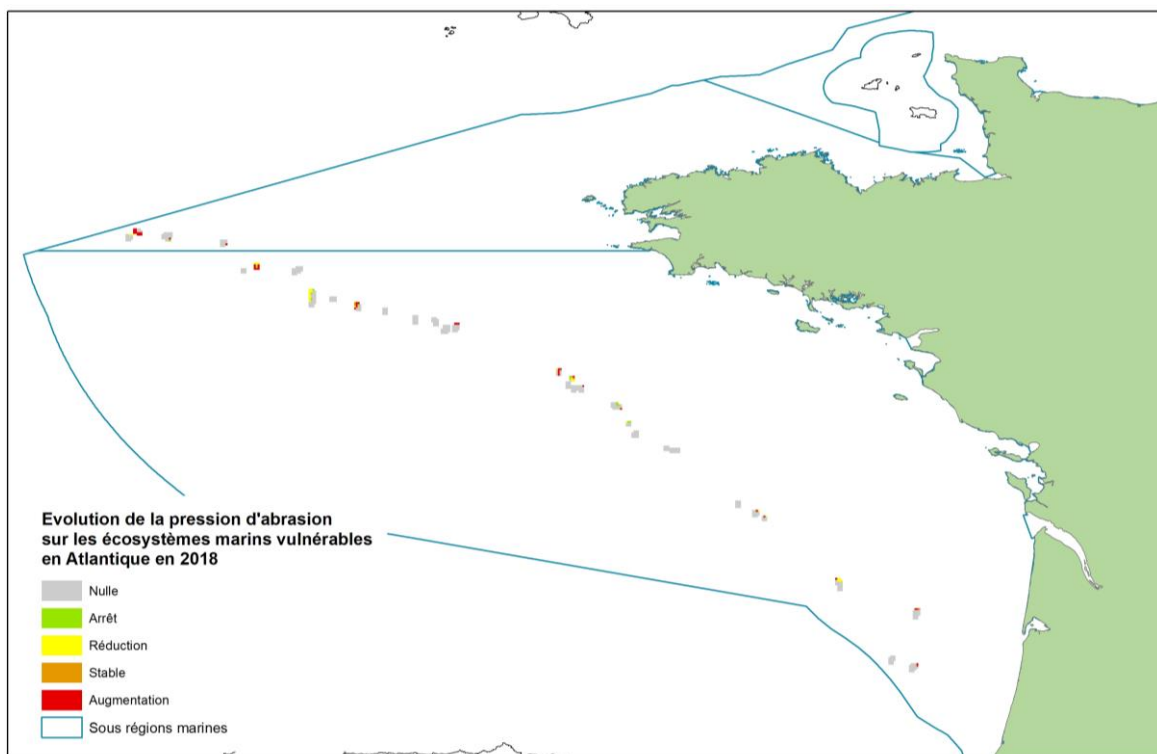 Evolution de la pression d'abrasion
sur les écosystèmes marins vulnérables
en Atlantique en 2018
Nulle
Arrêt
Réduction
Stable
Augmentation
Sous régions marines